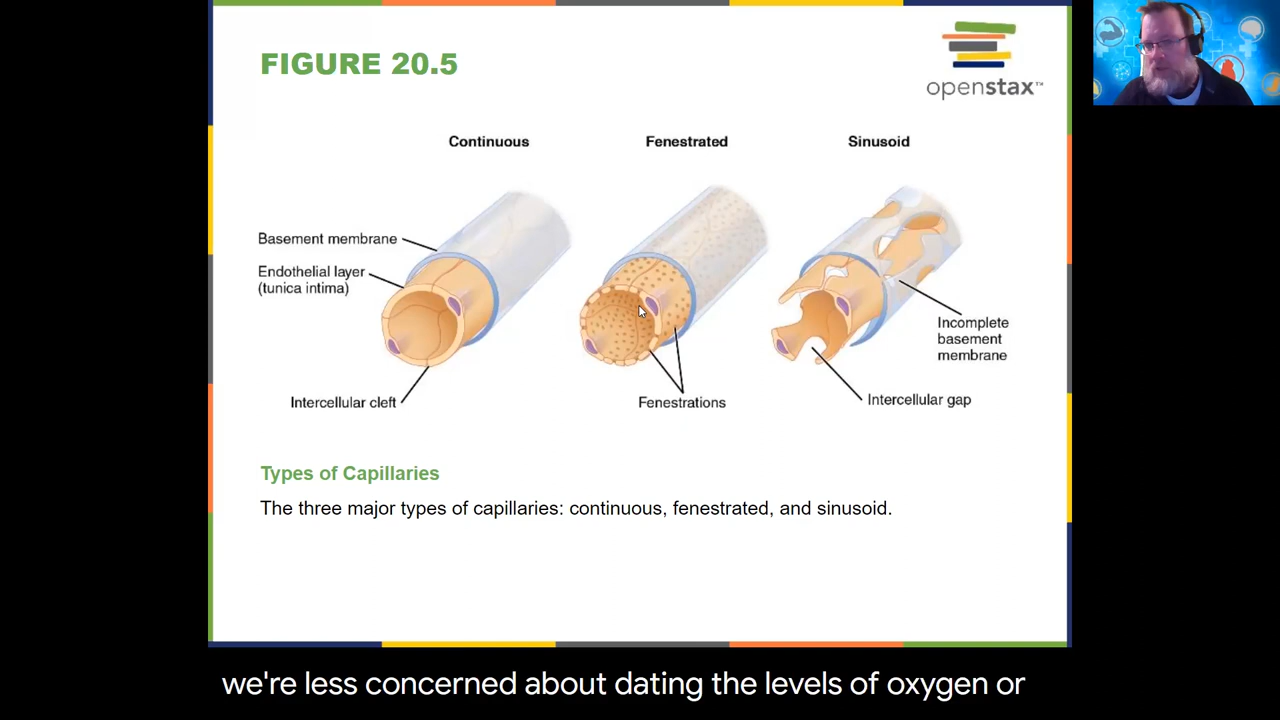 FIGURE 20.5
openstax™
Continuous
Fenestrated
Sinusoid
Basement membrane
Endothelial layer
(tunica intima)
Intercellular cleft
Fenestrations
Incomplete
basement
membrane
Intercellular gap
Types of Capillaries
The three major types of capillaries: continuous, fenestrated, and sinusoid.
we're less concerned about dating the levels of oxygen or